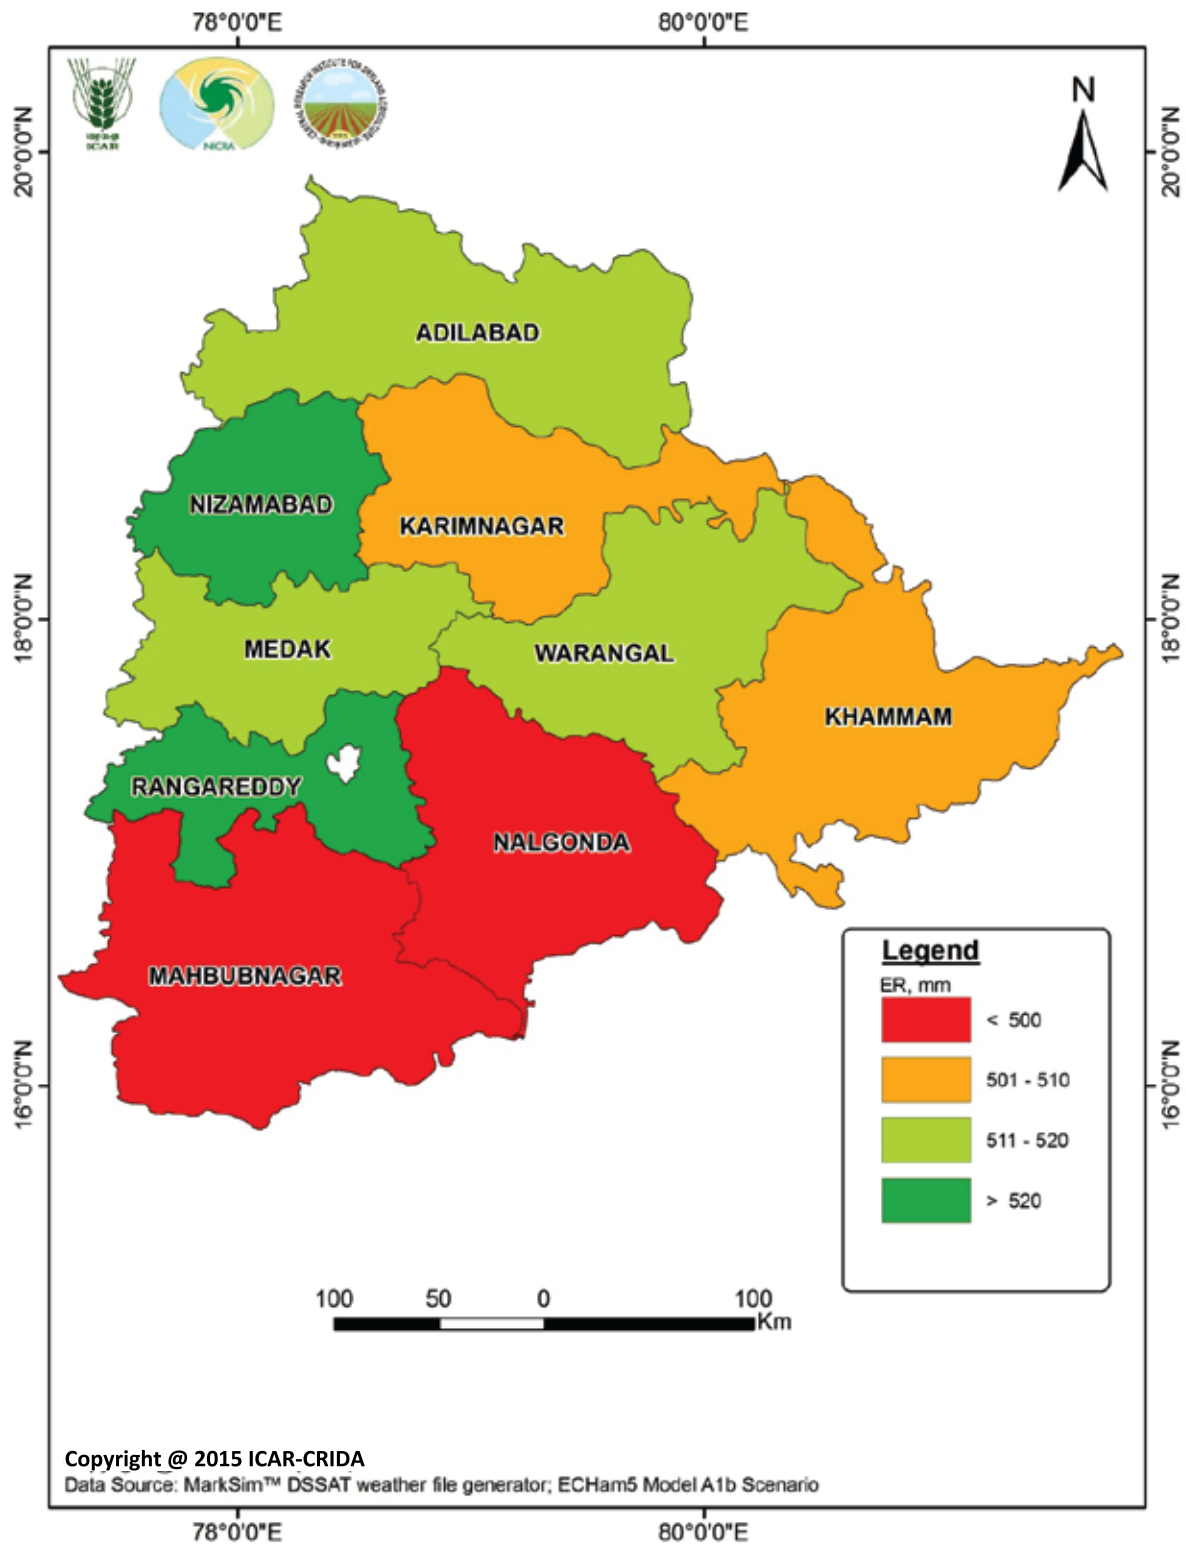 78°0'0"E
80°0'0"E
20°0'0"N
20°0'0"N
ICAR
NICRA
N
ADILABAD
NIZAMABAD
KARIMNAGAR
18°0'0"N
18°0'0"N
MEDAK
WARANGAL
KHAMMAM
RANGAREDDY
NALGONDA
MAHBUBNAGAR
16°0'0"N
16°0'0"N
Legend
ER, mm
< 500
501 - 510
511 - 520
> 520
100 50 0 100
Km
Copyright @ 2015 ICAR-CRIDA
Data Source: MarkSim™ DSSAT weather file generator; ECHam5 Model A1b Scenario
78°0'0"E
80°0'0"E